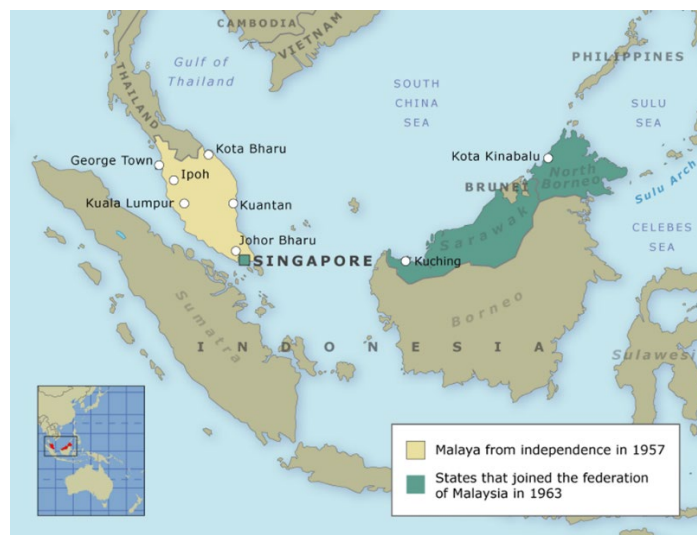 CAMBODIA
VIETNAM
THAILAND
Gulf of
Thailand
PHILIPPINES
SOUTH
CHINA
SEA
SULU
SEA
Kota Bharu
George Town
Ipoh
Kota Kinabalu
North
Borneo
BRUNEI
Sulu Arch
Kuala Lumpur
Kuantan
CELEBES
SEA
Sarawak
Johor Bharu
SINGAPORE
Kuching
Sumatra
Borneo
INDONESIA
Sulawesi
Malaya from independence in 1957
States that joined the federation
of Malaysia in 1963